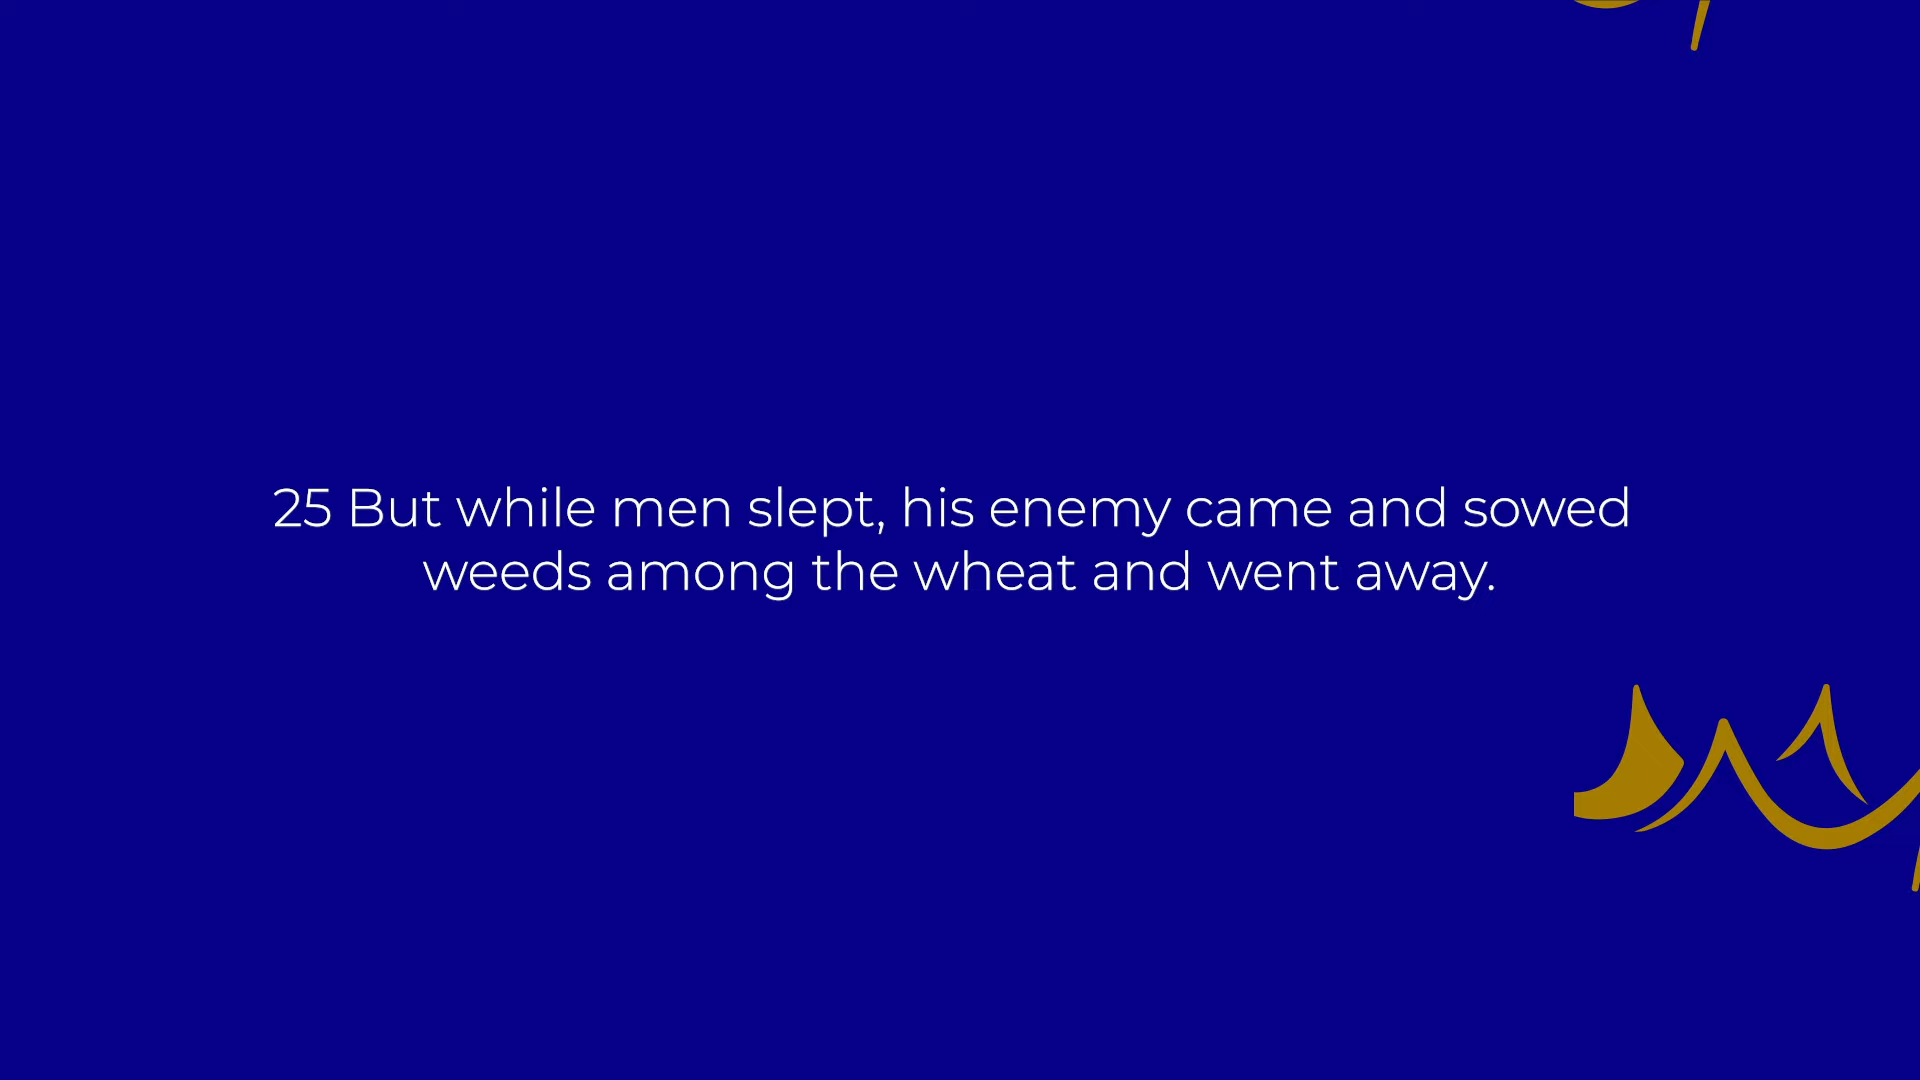 25 But while men slept, his enemy came and sowed
weeds among the wheat and went away.